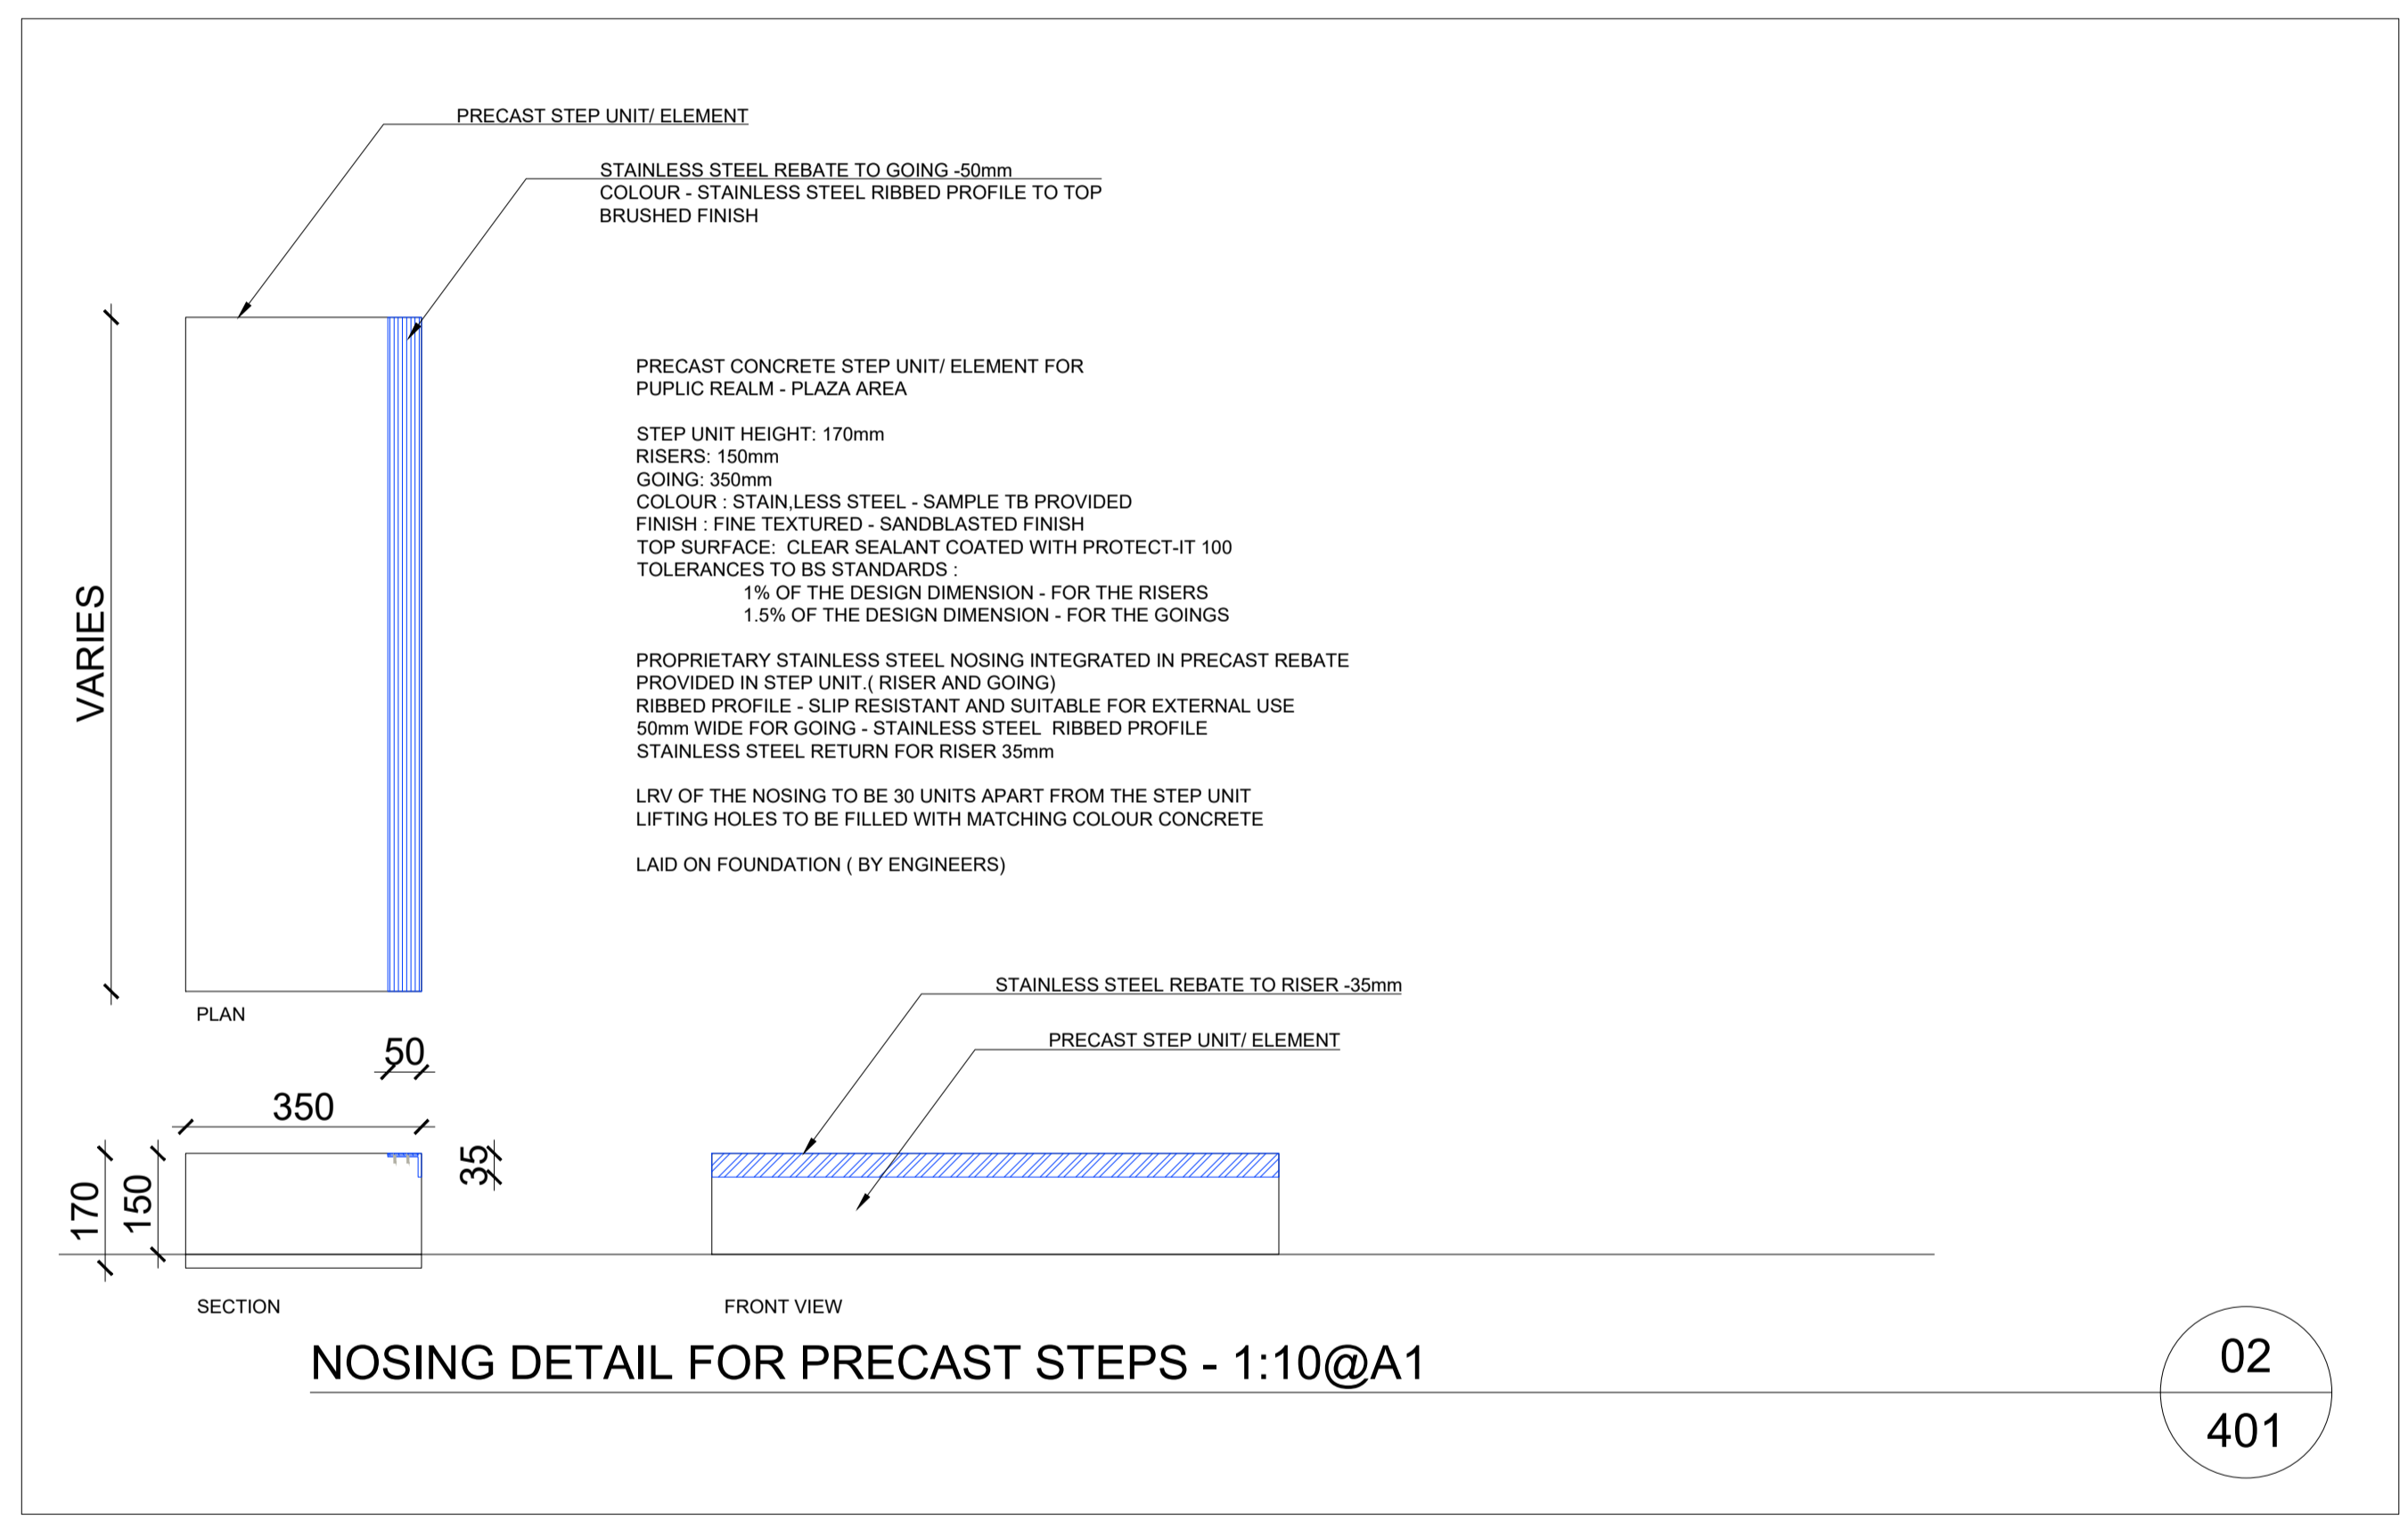 PRECAST STEP UNIT/ ELEMENT
STAINLESS STEEL REBATE TO GOING -50mm
COLOUR - STAINLESS STEEL RIBBED PROFILE TO TOP
BRUSHED FINISH
PRECAST CONCRETE STEP UNIT/ ELEMENT FOR
PUPLIC REALM - PLAZA AREA
STEP UNIT HEIGHT: 170mm
RISERS: 150mm
GOING: 350mm
COLOUR : STAIN,LESS STEEL - SAMPLE TB PROVIDED
FINISH : FINE TEXTURED - SANDBLASTED FINISH
TOP SURFACE: CLEAR SEALANT COATED WITH PROTECT-IT 100
TOLERANCES TO BS STANDARDS :
1% OF THE DESIGN DIMENSION - FOR THE RISERS
1.5% OF THE DESIGN DIMENSION - FOR THE GOINGS
PROPRIETARY STAINLESS STEEL NOSING INTEGRATED IN PRECAST REBATE
PROVIDED IN STEP UNIT.( RISER AND GOING)
RIBBED PROFILE - SLIP RESISTANT AND SUITABLE FOR EXTERNAL USE
50mm WIDE FOR GOING - STAINLESS STEEL RIBBED PROFILE
STAINLESS STEEL RETURN FOR RISER 35mm
LRV OF THE NOSING TO BE 30 UNITS APART FROM THE STEP UNIT
LIFTING HOLES TO BE FILLED WITH MATCHING COLOUR CONCRETE
LAID ON FOUNDATION ( BY ENGINEERS)
VARIES
PLAN
50
350
35
170
150
SECTION
STAINLESS STEEL REBATE TO RISER -35mm
PRECAST STEP UNIT/ ELEMENT
FRONT VIEW
NOSING DETAIL FOR PRECAST STEPS - 1:10@A1
02
401